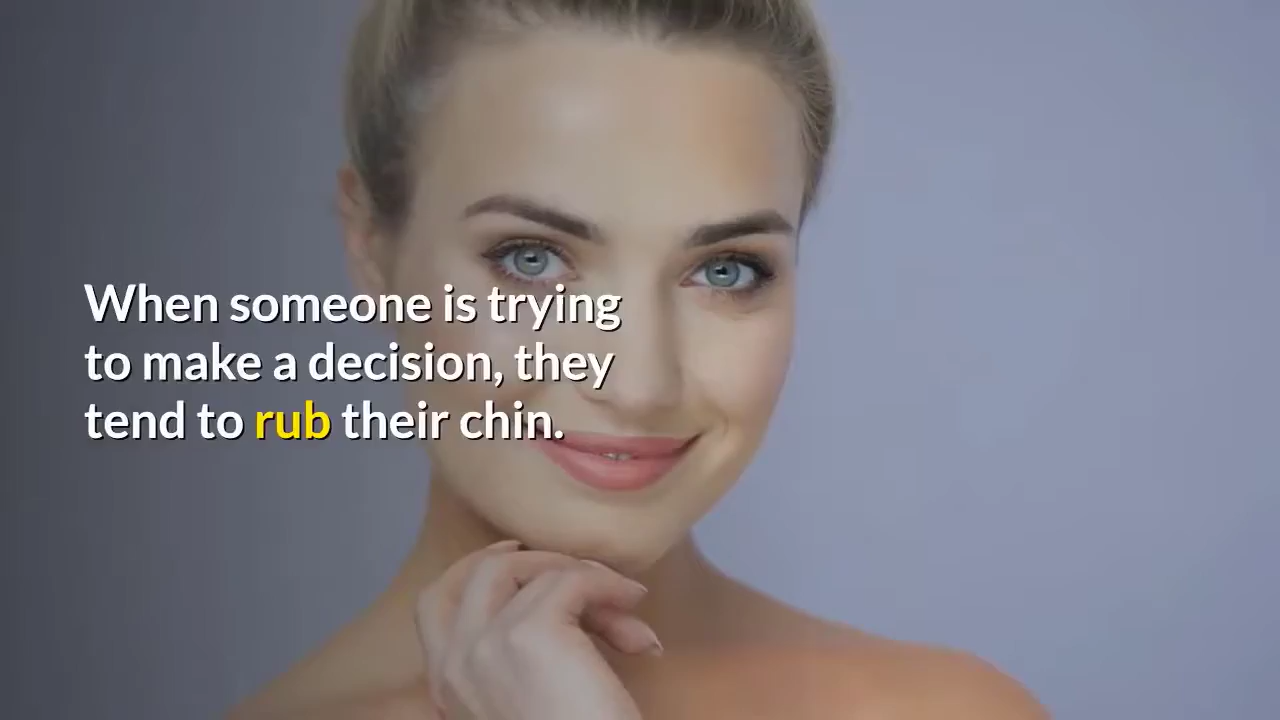 When someone is trying
to make a decision, they
tend to rub their chin.